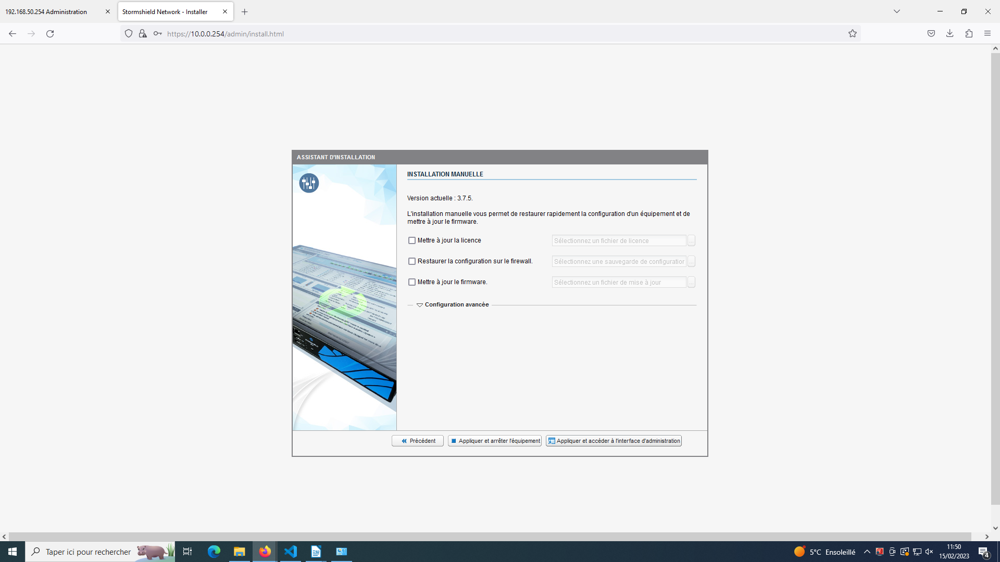 192.168.50.254 Administration
Stormshield Network - Installer
https://10.0.0.254/admin/install.html
ASSISTANT D'INSTALLATION
INSTALLATION MANUELLE
Version actuelle : 3.7.5.
L'installation manuelle vous permet de restaurer rapidement la configuration d'un équipement et de
mettre à jour le firmware.
Mettre à jour la licence
Sélectionnez un fichier de licence
...
Restaurer la configuration sur le firewall.
Sélectionnez une sauvegarde de configuration
...
Mettre à jour le firmware.
Sélectionnez un fichier de mise à jour
...
Configuration avancée
Précédent
Appliquer et arrêter l'équipement
Appliquer et accéder à l'interface d'administration
Taper ici pour rechercher
5°C Ensoleillé
11:50
15/02/2023
4